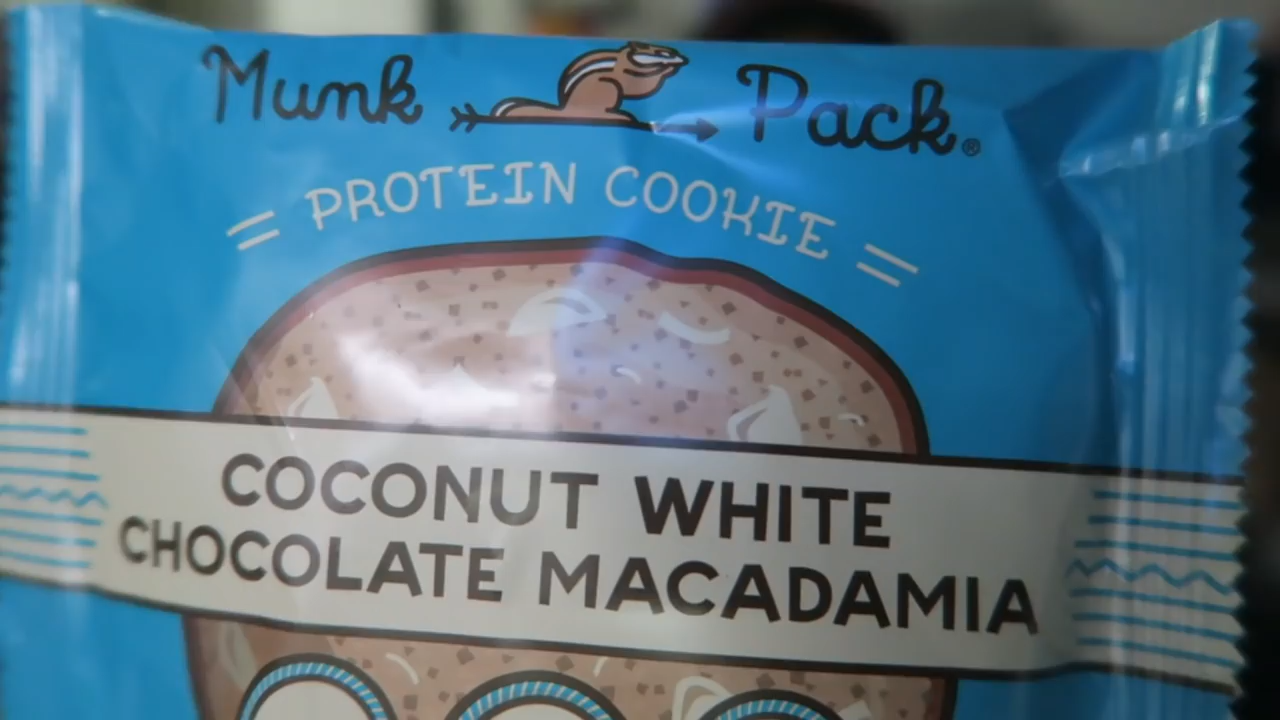 Munk Pack®
PROTEIN COOKIE
COCONUT WHITE
CHOCOLATE MACADAMIA